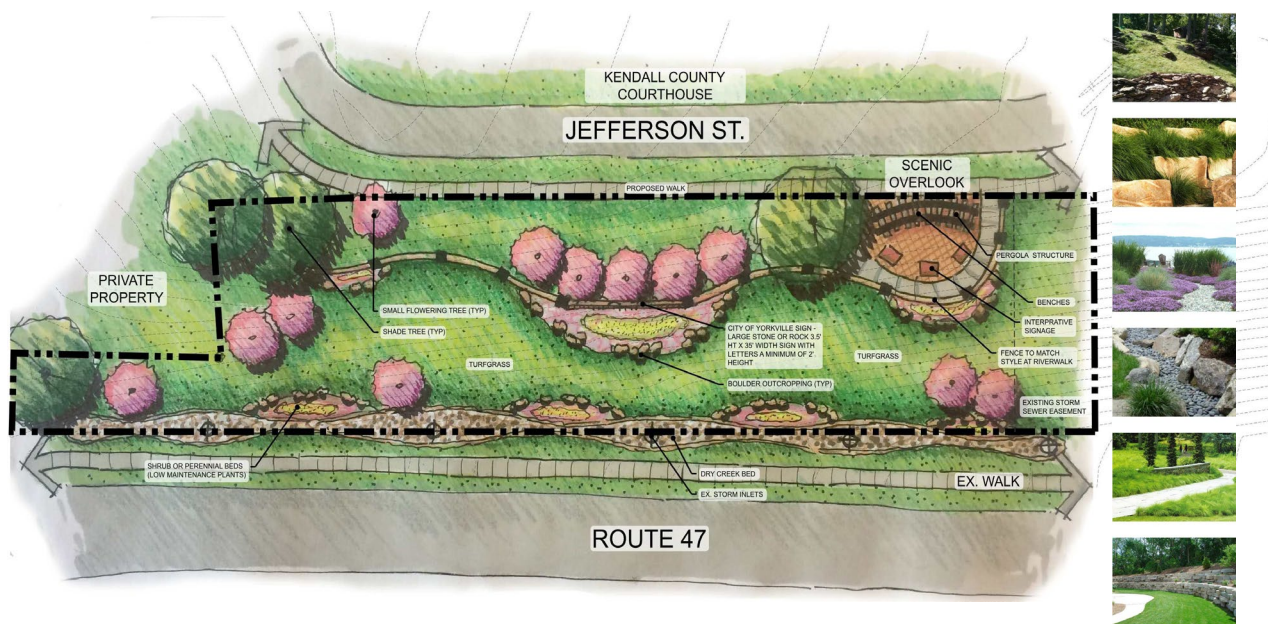 KENDALL COUNTY
COURTHOUSE
JEFFERSON ST.
SCENIC
OVERLOOK
PROPOSED WALK
PERGOLA STRUCTURE
PRIVATE
PROPERTY
BENCHES
SMALL FLOWERING TREE (TYP)
INTERPRATIVE
SIGNAGE
SHADE TREE (TYP)
CITY OF YORKVILLE SIGN -
LARGE STONE OR ROCK 3.5'
HT X 35' WIDTH SIGN WITH
LETTERS A MINIMUM OF 2'
HEIGHT
FENCE TO MATCH
STYLE AT RIVERWALK
TURFGRASS
TURFGRASS
BOULDER OUTCROPPING (TYP)
EXISTING STORM
SEWER EASEMENT
SHRUB OR PERENNIAL BEDS
(LOW MAINTENANCE PLANTS)
DRY CREEK BED
EX. WALK
EX. STORM INLETS
ROUTE 47